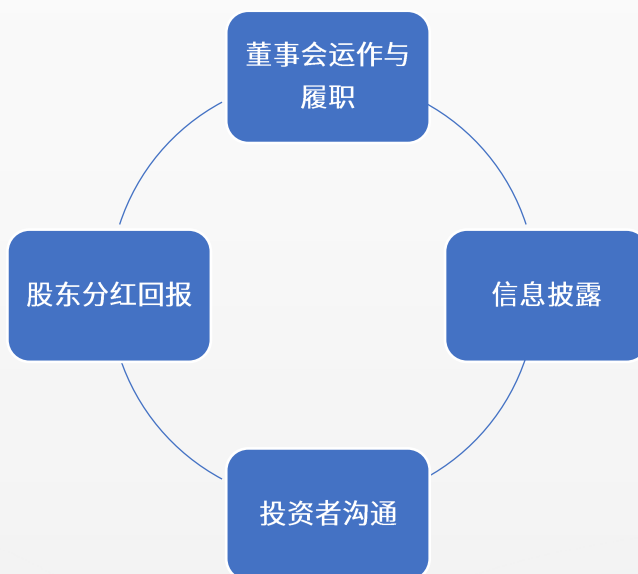 董事会运作与
履职
股东分红回报
信息披露
投资者沟通